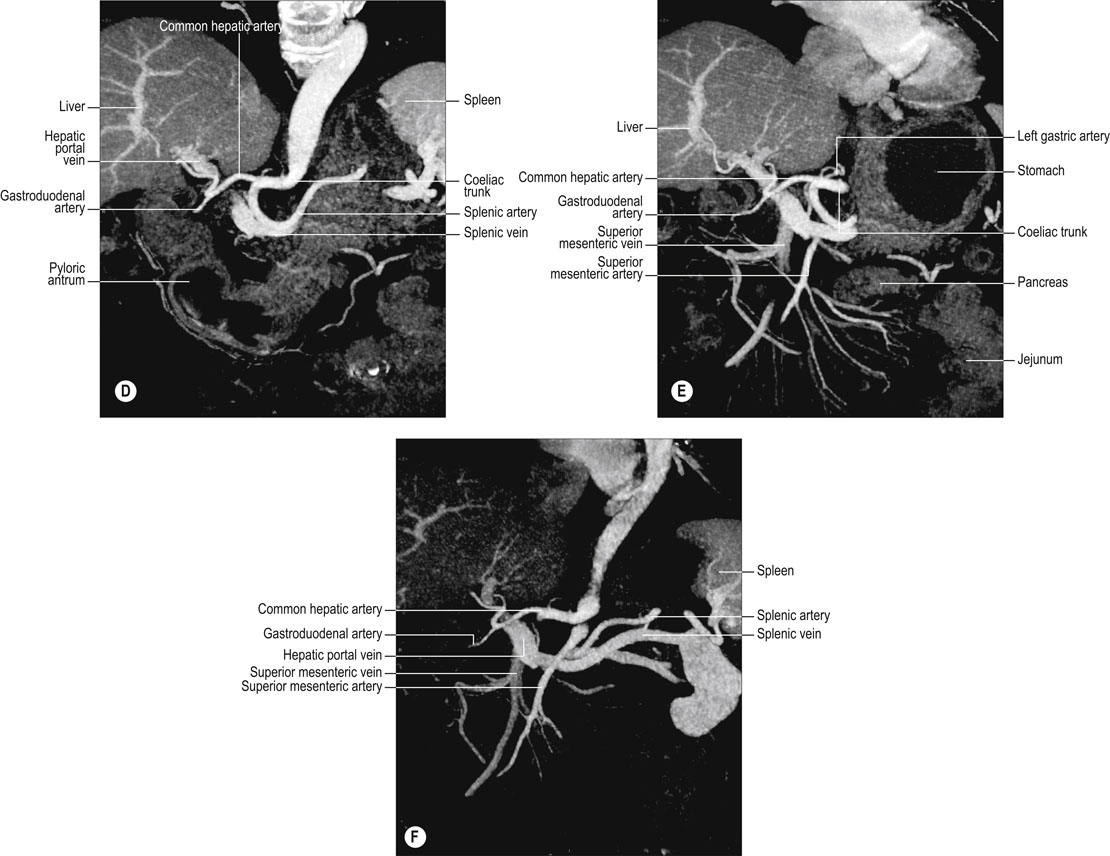 Common hepatic artery
Liver
Hepatic
portal
vein
Gastroduodenal
artery
Pyloric
antrum
Spleen
Coeliac
trunk
Splenic artery
Splenic vein
D
Liver
Common hepatic artery
Gastroduodenal
artery
Superior
mesenteric vein
Superior
mesenteric artery
Left gastric artery
Stomach
Coeliac trunk
Pancreas
Jejunum
E
Common hepatic artery
Gastroduodenal artery
Hepatic portal vein
Superior mesenteric vein
Superior mesenteric artery
Spleen
Splenic artery
Splenic vein
F